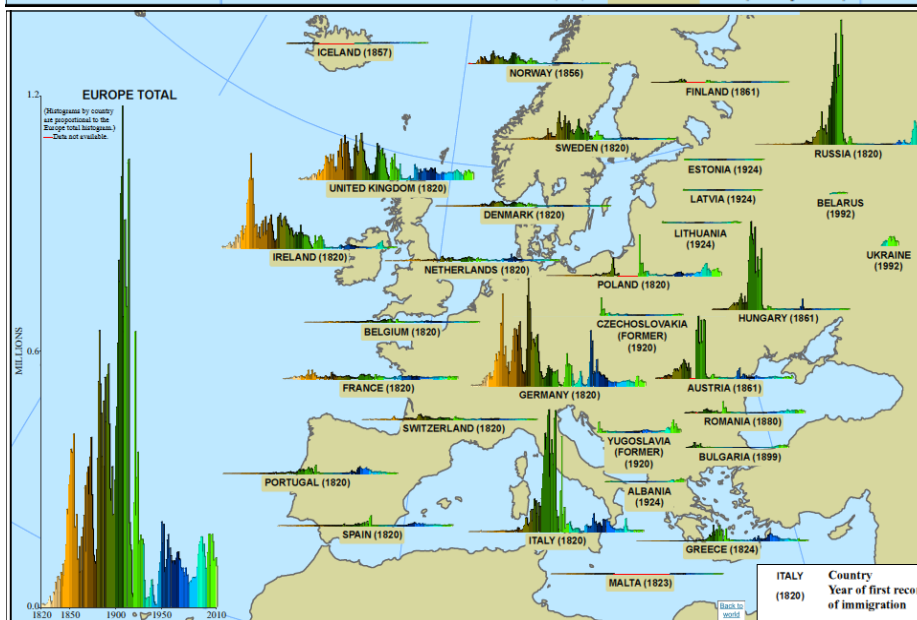 ICELAND (1857)
NORWAY (1856)
FINLAND (1861)
EUROPE TOTAL
1.2
(Histograms by country
are proportional to the
Europe total histogram.)
Data not available.
SWEDEN (1820)
RUSSIA (1820)
ESTONIA (1924)
UNITED KINGDOM (1820)
LATVIA (1924)
BELARUS
(1992)
DENMARK (1820)
LITHUANIA
(1924)
IRELAND (1820)
UKRAINE
(1992)
NETHERLANDS (1820)
POLAND (1820)
HUNGARY (1861)
CZECHOSLOVAKIA
(FORMER)
(1920)
BELGIUM (1820)
MILLIONS
0.6
FRANCE (1820)
GERMANY (1820)
AUSTRIA (1861)
ROMANIA (1880)
SWITZERLAND (1820)
YUGOSLAVIA
(FORMER)
(1920)
BULGARIA (1899)
PORTUGAL (1820)
ALBANIA
(1924)
SPAIN (1820)
ITALY (1820)
GREECE (1824)
MALTA (1823)
0.0
1820 1850 1900 1950 2010
Back to
world
ITALY Country
(1820) Year of first recor
of immigration